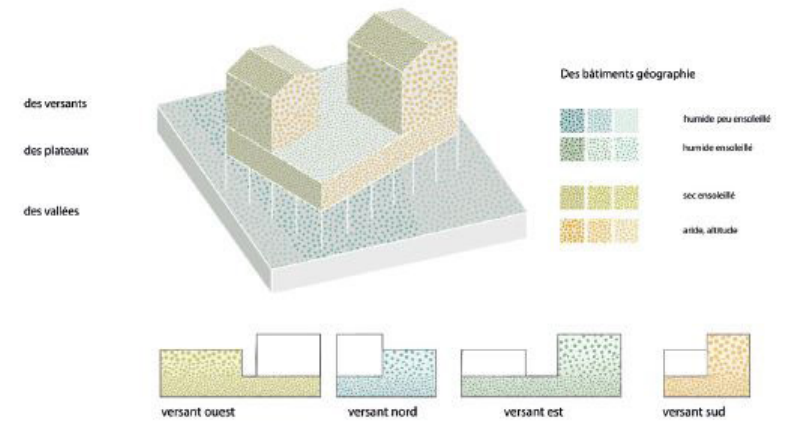 des versants
des plateaux
des vallées
Des bâtiments géographie
humide peu ensoleillé
humide ensoleillé
sec ensoleillé
aride, altitude
versant ouest
versant nord
versant est
versant sud